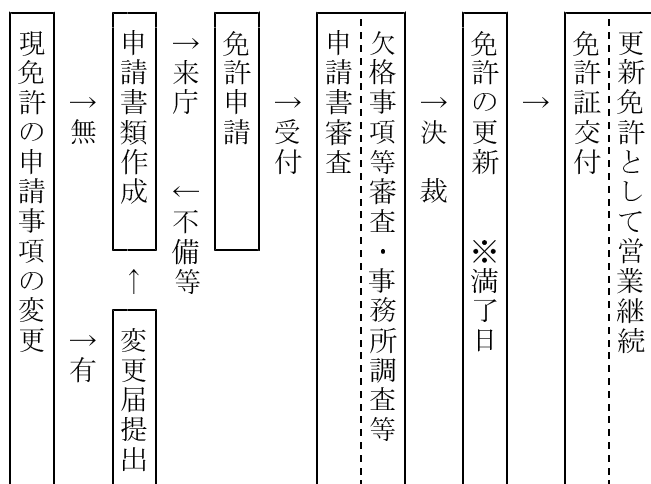 現免許の申請事項の変更
→無
→有
申請書類作成
↑
変更届提出
→来庁
←不備等
免許申請
→受付
申請書審査
欠格事項等審査・事務所調査等
→決 裁
免許の更新 ※満了日
→
免許証交付
更新免許として営業継続